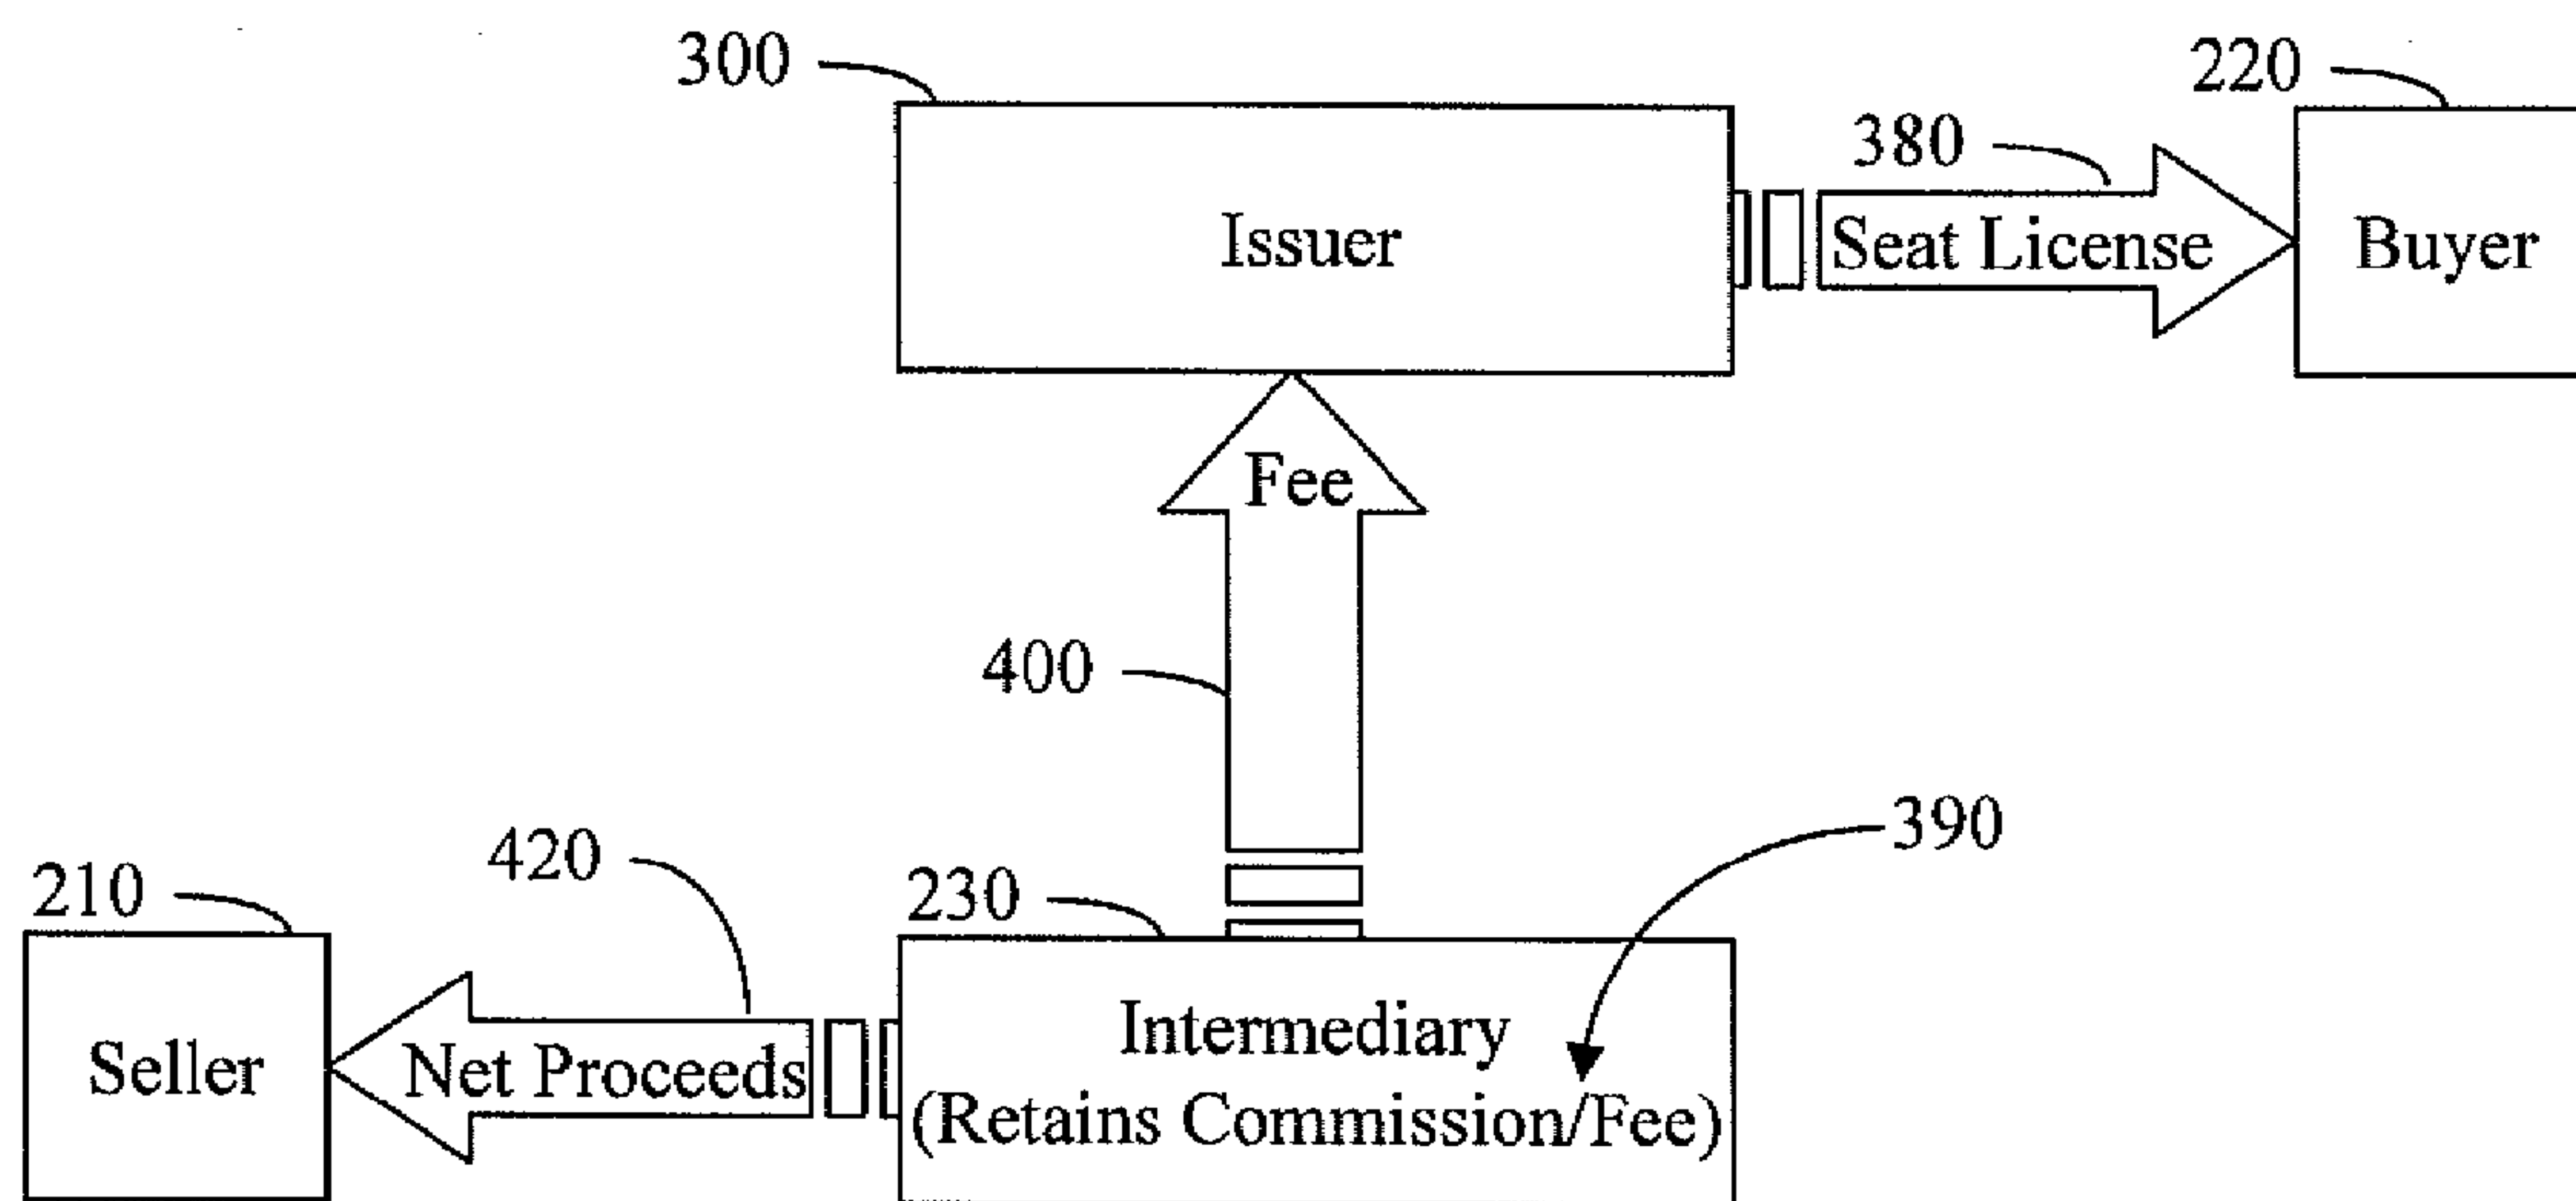 300
220
380
Issuer
Seat License
Buyer
Fee
400
390
420
210
230
Seller
Net Proceeds
Intermediary
(Retains Commission/Fee)